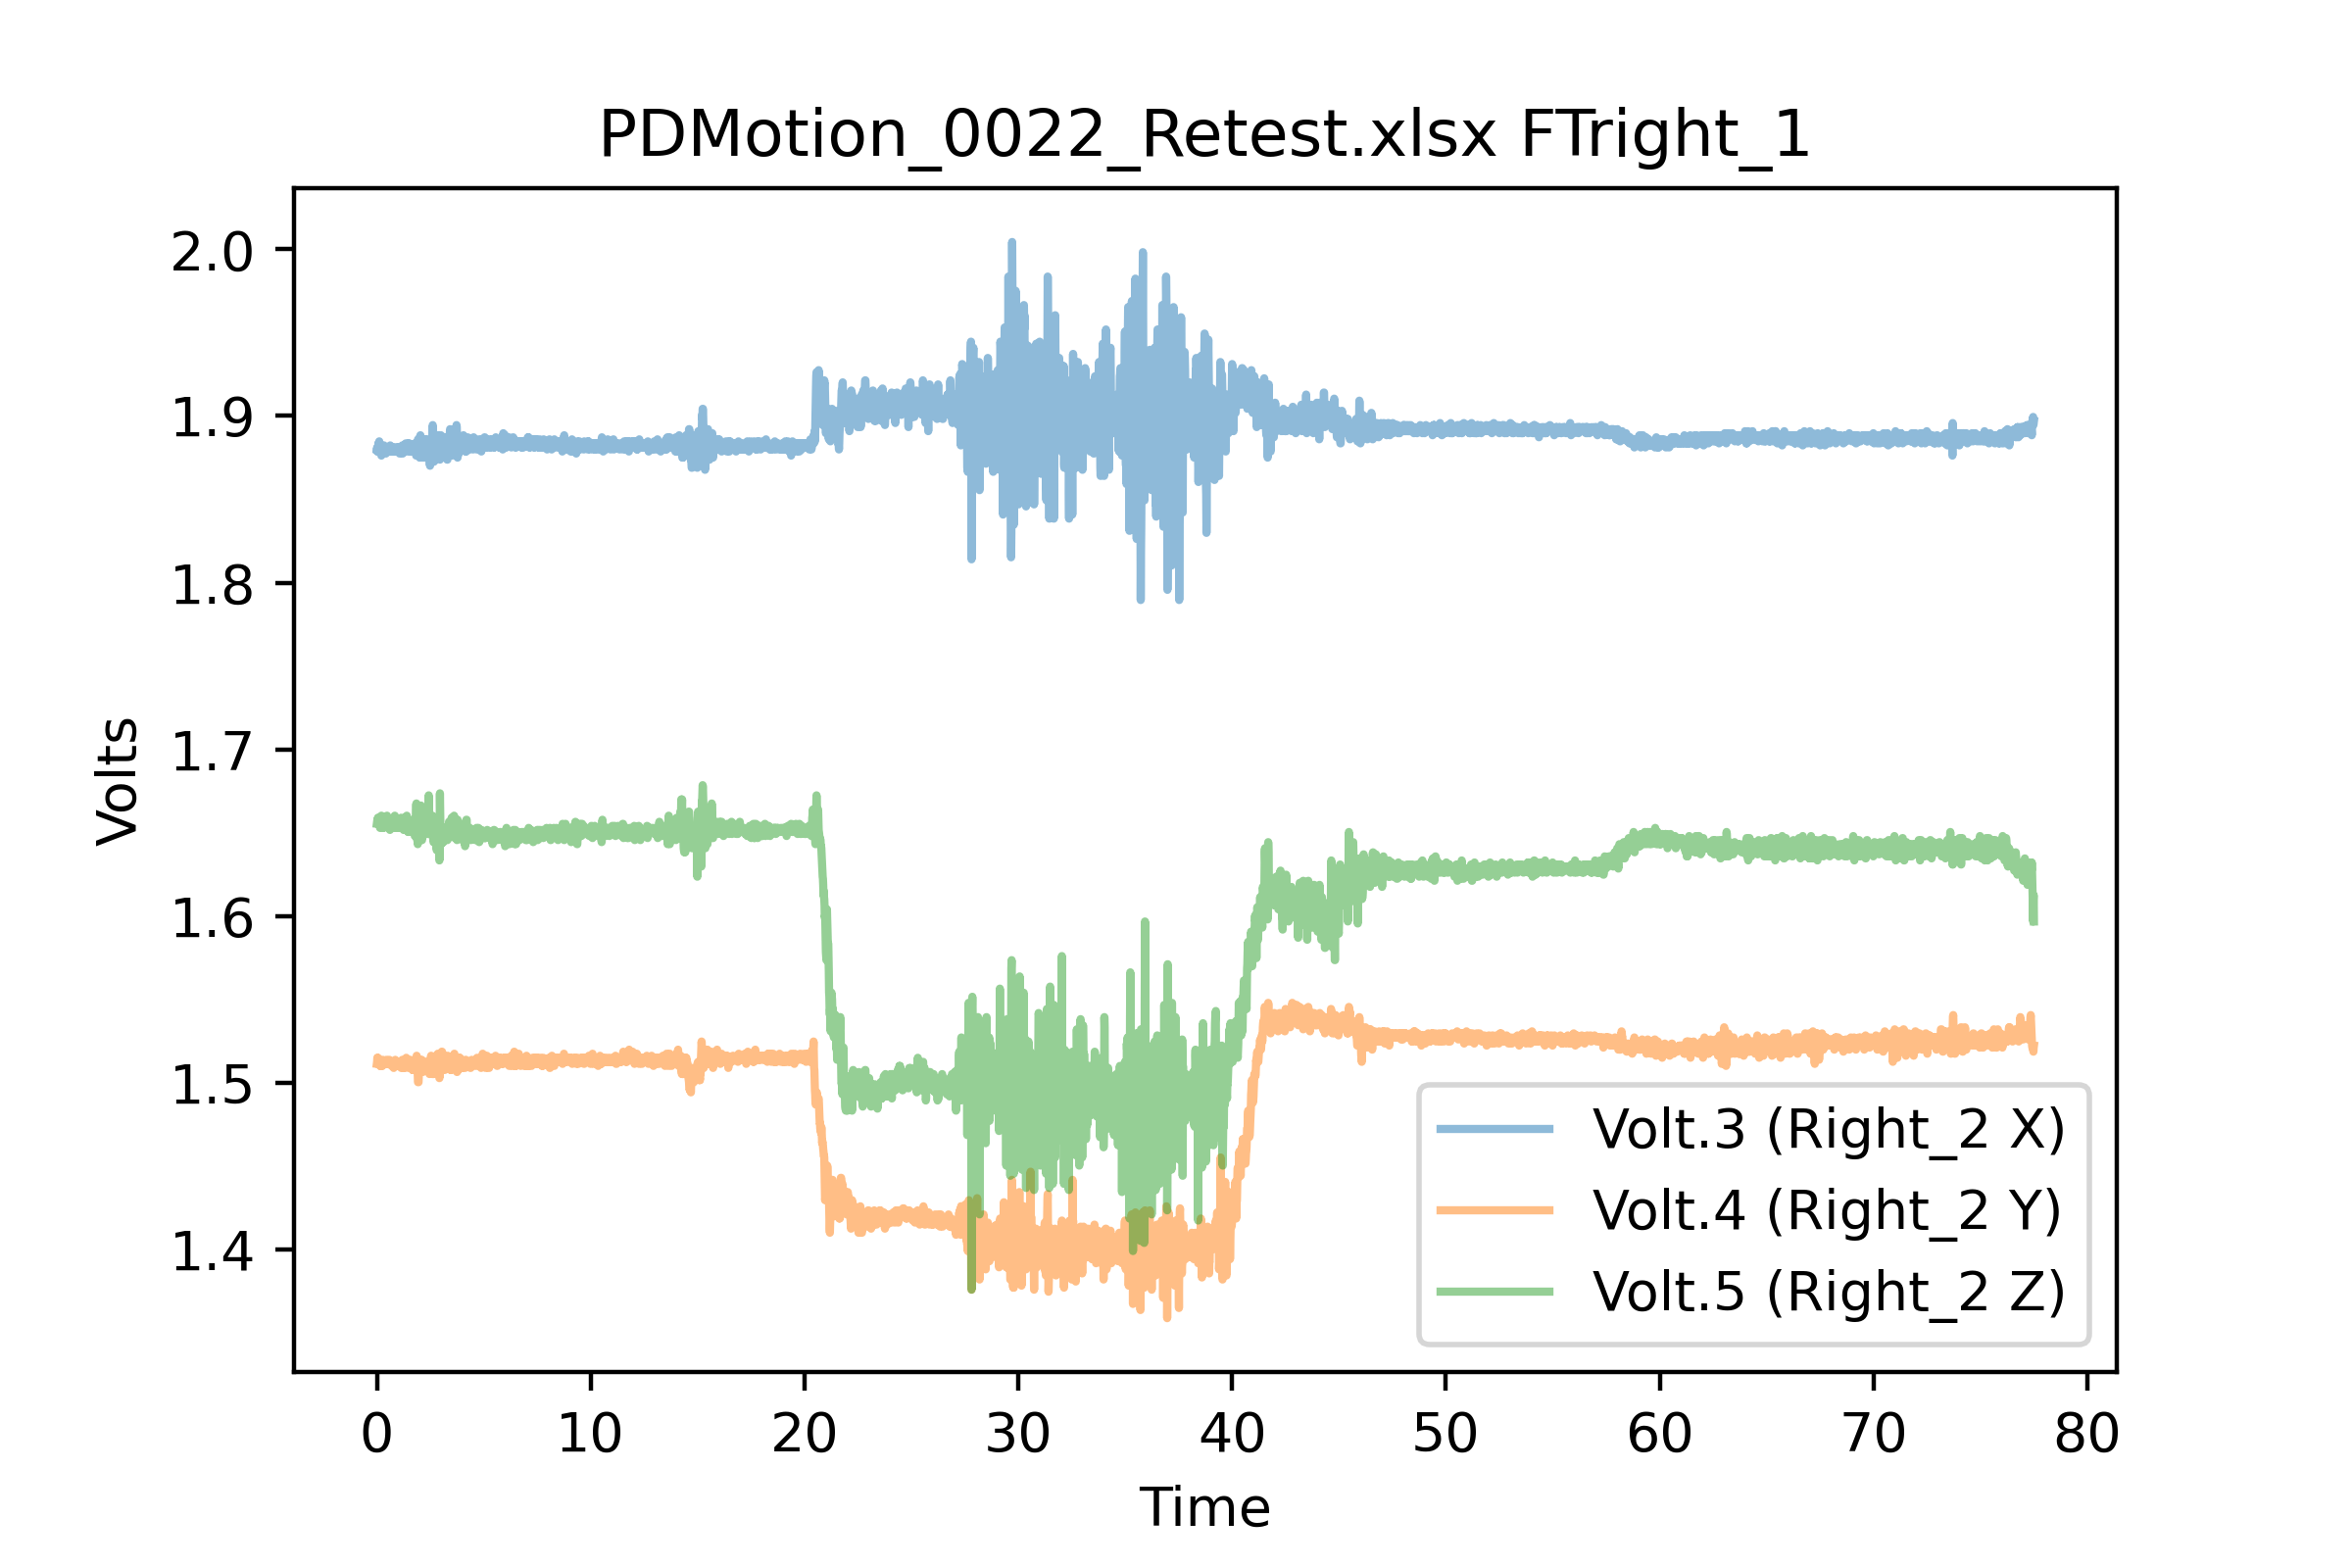 PDMotion_0022_Retest.xlsx FTright_1
Volts
2.0
1.9
1.8
1.7
1.6
1.5
1.4
Volt.3 (Right_2 X)
Volt.4 (Right_2 Y)
Volt.5 (Right_2 Z)
0 10 20 30 40 50 60 70 80
Time